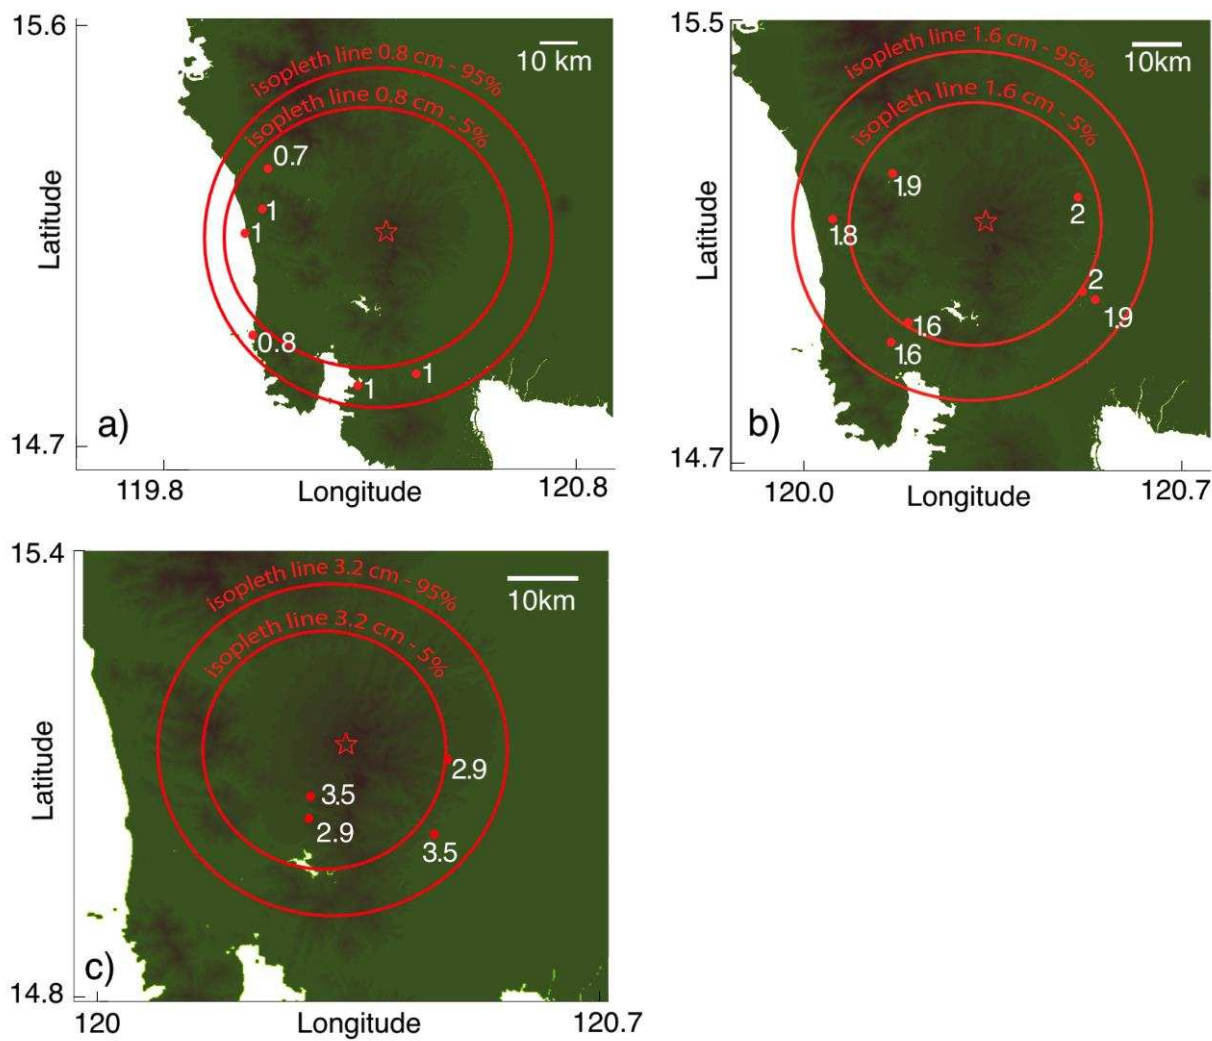 15.6
isopleth line 0.8 cm - 95%
10 km
isopleth line 0.8 cm - 5%
0.7
1
1
0.8
1
1
Latitude
a)
14.7
119.8
Longitude
120.8
15.5
isopleth line 1.6 cm - 95%
10km
isopleth line 1.6 cm - 5%
1.9
2
1.8
2
1.9
1.6
1.6
Latitude
b)
14.7
120.0
Longitude
120.7
15.4
isopleth line 3.2 cm - 95%
10km
isopleth line 3.2 cm - 5%
2.9
3.5
2.9
3.5
Latitude
c)
14.8
120
Longitude
120.7